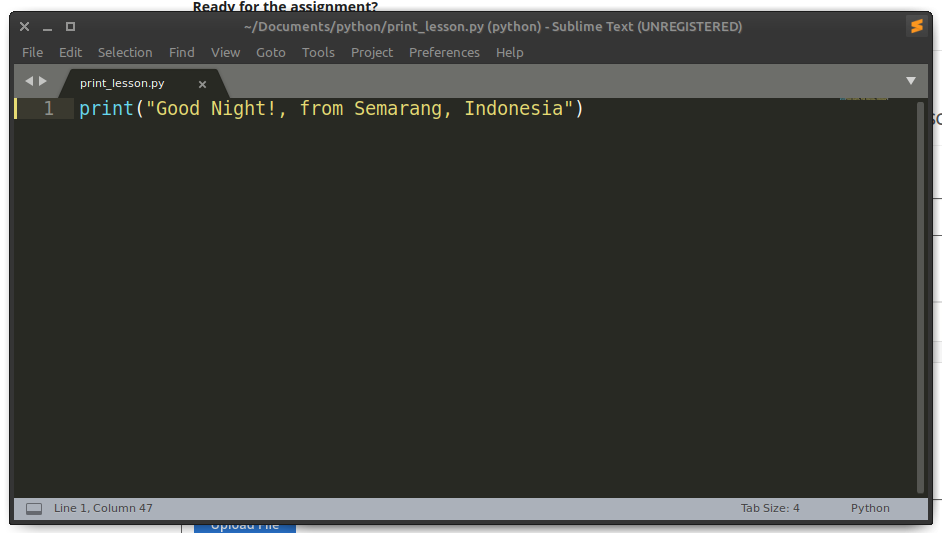 Ready for the assignment?
~/Documents/python/print_lesson.py (python) - Sublime Text (UNREGISTERED)
File Edit Selection Find View Goto Tools Project Preferences Help
print_lesson.py
1 print("Good Night!, from Semarang, Indonesia")
Line 1, Column 47 Tab Size: 4 Python
Upload File